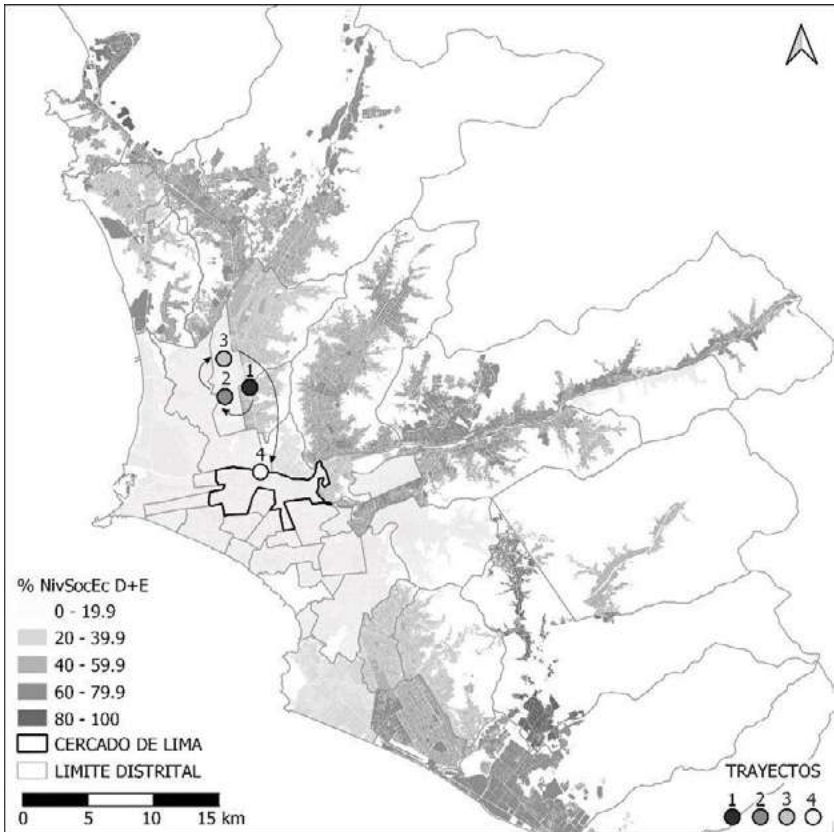 3
2
1
4
% NivSocEc D+E
0 - 19.9
20 - 39.9
40 - 59.9
60 - 79.9
80 - 100
CERCADO DE LIMA
LIMITE DISTRITAL
0 5 10 15 km
TRAYECTOS
1 2 3 4